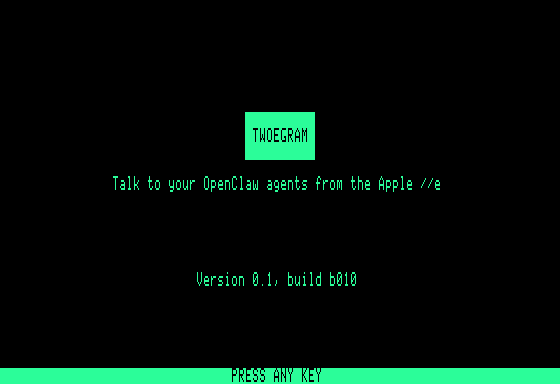 TWOEGRAM
Talk to your OpenClaw agents from the Apple //e
Version 0.1, build b010
PRESS ANY KEY